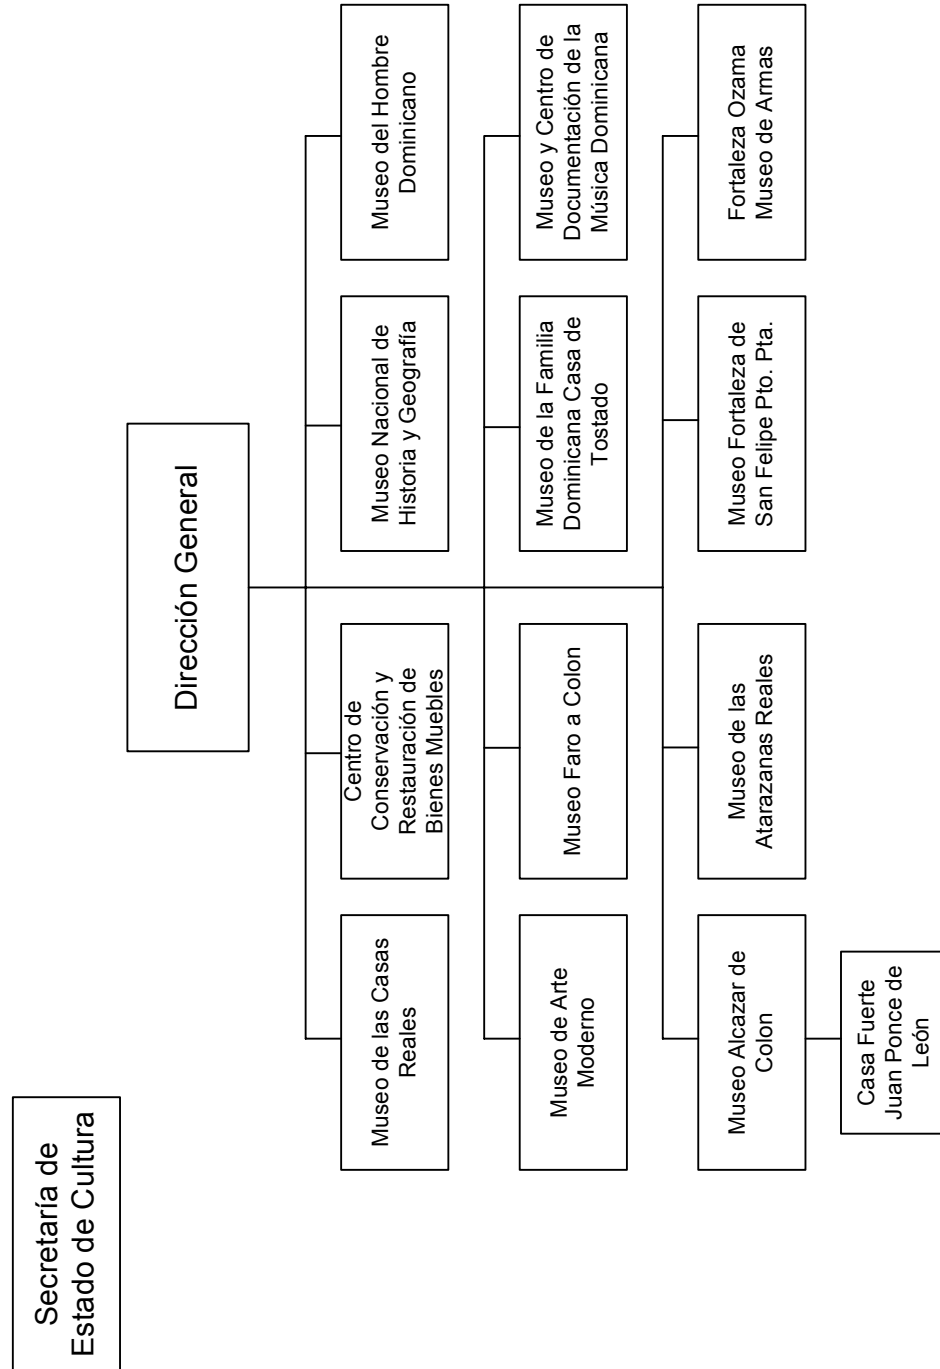 Secretaría de
Estado de Cultura
Dirección General
Museo de las Casas
Reales
Centro de
Conservación y
Restauración de
Bienes Muebles
Museo Nacional de
Historia y Geografía
Museo del Hombre
Dominicano
Museo de Arte
Moderno
Museo Faro a Colon
Museo de la Familia
Dominicana Casa de
Tostado
Museo y Centro de
Documentación de la
Música Dominicana
Museo Alcazar de
Colon
Museo de las
Atarazanas Reales
Museo Fortaleza de
San Felipe Pto. Pta.
Fortaleza Ozama
Museo de Armas
Casa Fuerte
Juan Ponce de
León